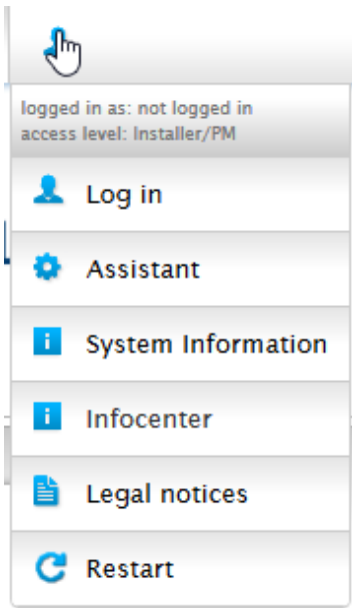 logged in as: not logged in
access level: Installer/PM
Log in
Assistant
System Information
Infocenter
Legal notices
Restart